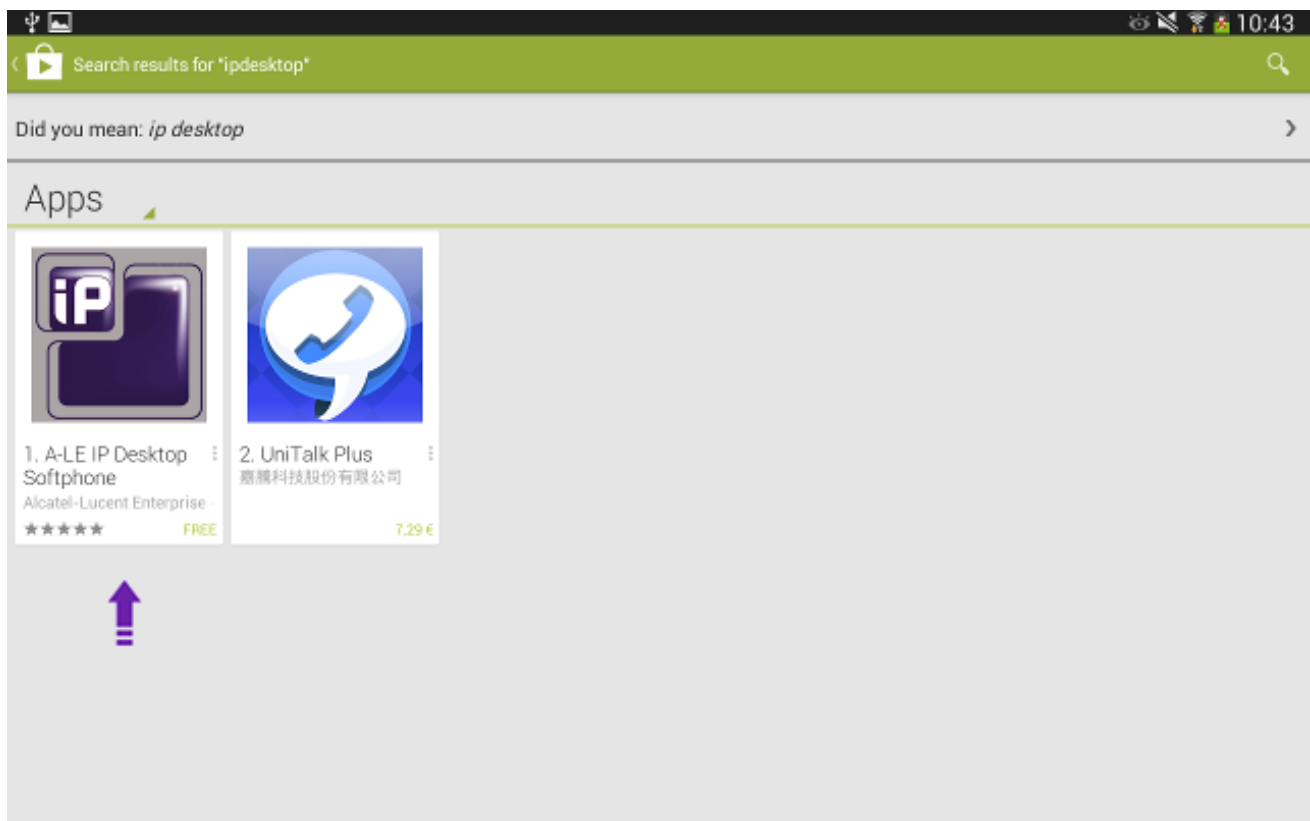 10:43
Search results for "ipdesktop"
Did you mean: ip desktop
Apps
iP
1. A-LE IP Desktop
Softphone
Alcatel-Lucent Enterprise -
FREE
2. UniTalk Plus
嘉騰科技股份有限公司
7,29 €